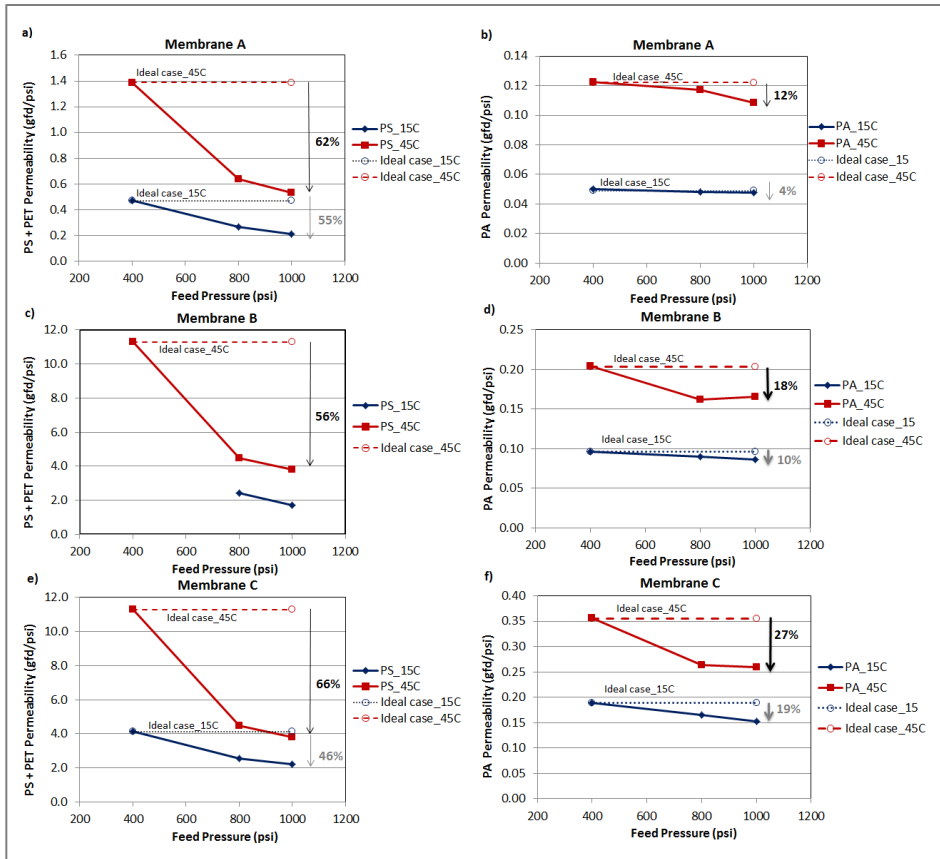 a)
Membrane A
PS + PET Permeability (gfd/psi)
1.6
1.4
1.2
1.0
0.8
0.6
0.4
0.2
0.0
Ideal case_45C
Ideal case_15C
62%
55%
PS_15C
PS_45C
Ideal case_15C
Ideal case_45C
200 400 600 800 1000 1200
Feed Pressure (psi)
b)
Membrane A
PA Permeability (gfd/psi)
0.14
0.12
0.10
0.08
0.06
0.04
0.02
0.00
Ideal case_45C
Ideal case_15C
12%
4%
PA_15C
PA_45C
Ideal case_15
Ideal case_45C
200 400 600 800 1000 1200
Feed Pressure (psi)
c)
Membrane B
PS + PET Permeability (gfd/psi)
12.0
10.0
8.0
6.0
4.0
2.0
0.0
Ideal case_45C
56%
PS_15C
PS_45C
Ideal case_45C
200 400 600 800 1000 1200
Feed Pressure (psi)
d)
Membrane B
PA Permeability (gfd/psi)
0.25
0.20
0.15
0.10
0.05
0.00
Ideal case_45C
Ideal case_15C
18%
10%
PA_15C
PA_45C
Ideal case_15
Ideal case_45C
200 400 600 800 1000 1200
Feed Pressure (psi)
e)
Membrane C
PS + PET Permeability (gfd/psi)
12.0
10.0
8.0
6.0
4.0
2.0
0.0
Ideal case_45C
Ideal case_15C
66%
46%
PS_15C
PS_45C
Ideal case_15C
Ideal case_45C
200 400 600 800 1000 1200
Feed Pressure (psi)
f)
Membrane C
PA Permeability (gfd/psi)
0.40
0.35
0.30
0.25
0.20
0.15
0.10
0.05
0.00
Ideal case_45C
Ideal case_15C
27%
19%
PA_15C
PA_45C
Ideal case_15
Ideal case_45C
200 400 600 800 1000 1200
Feed Pressure (psi)